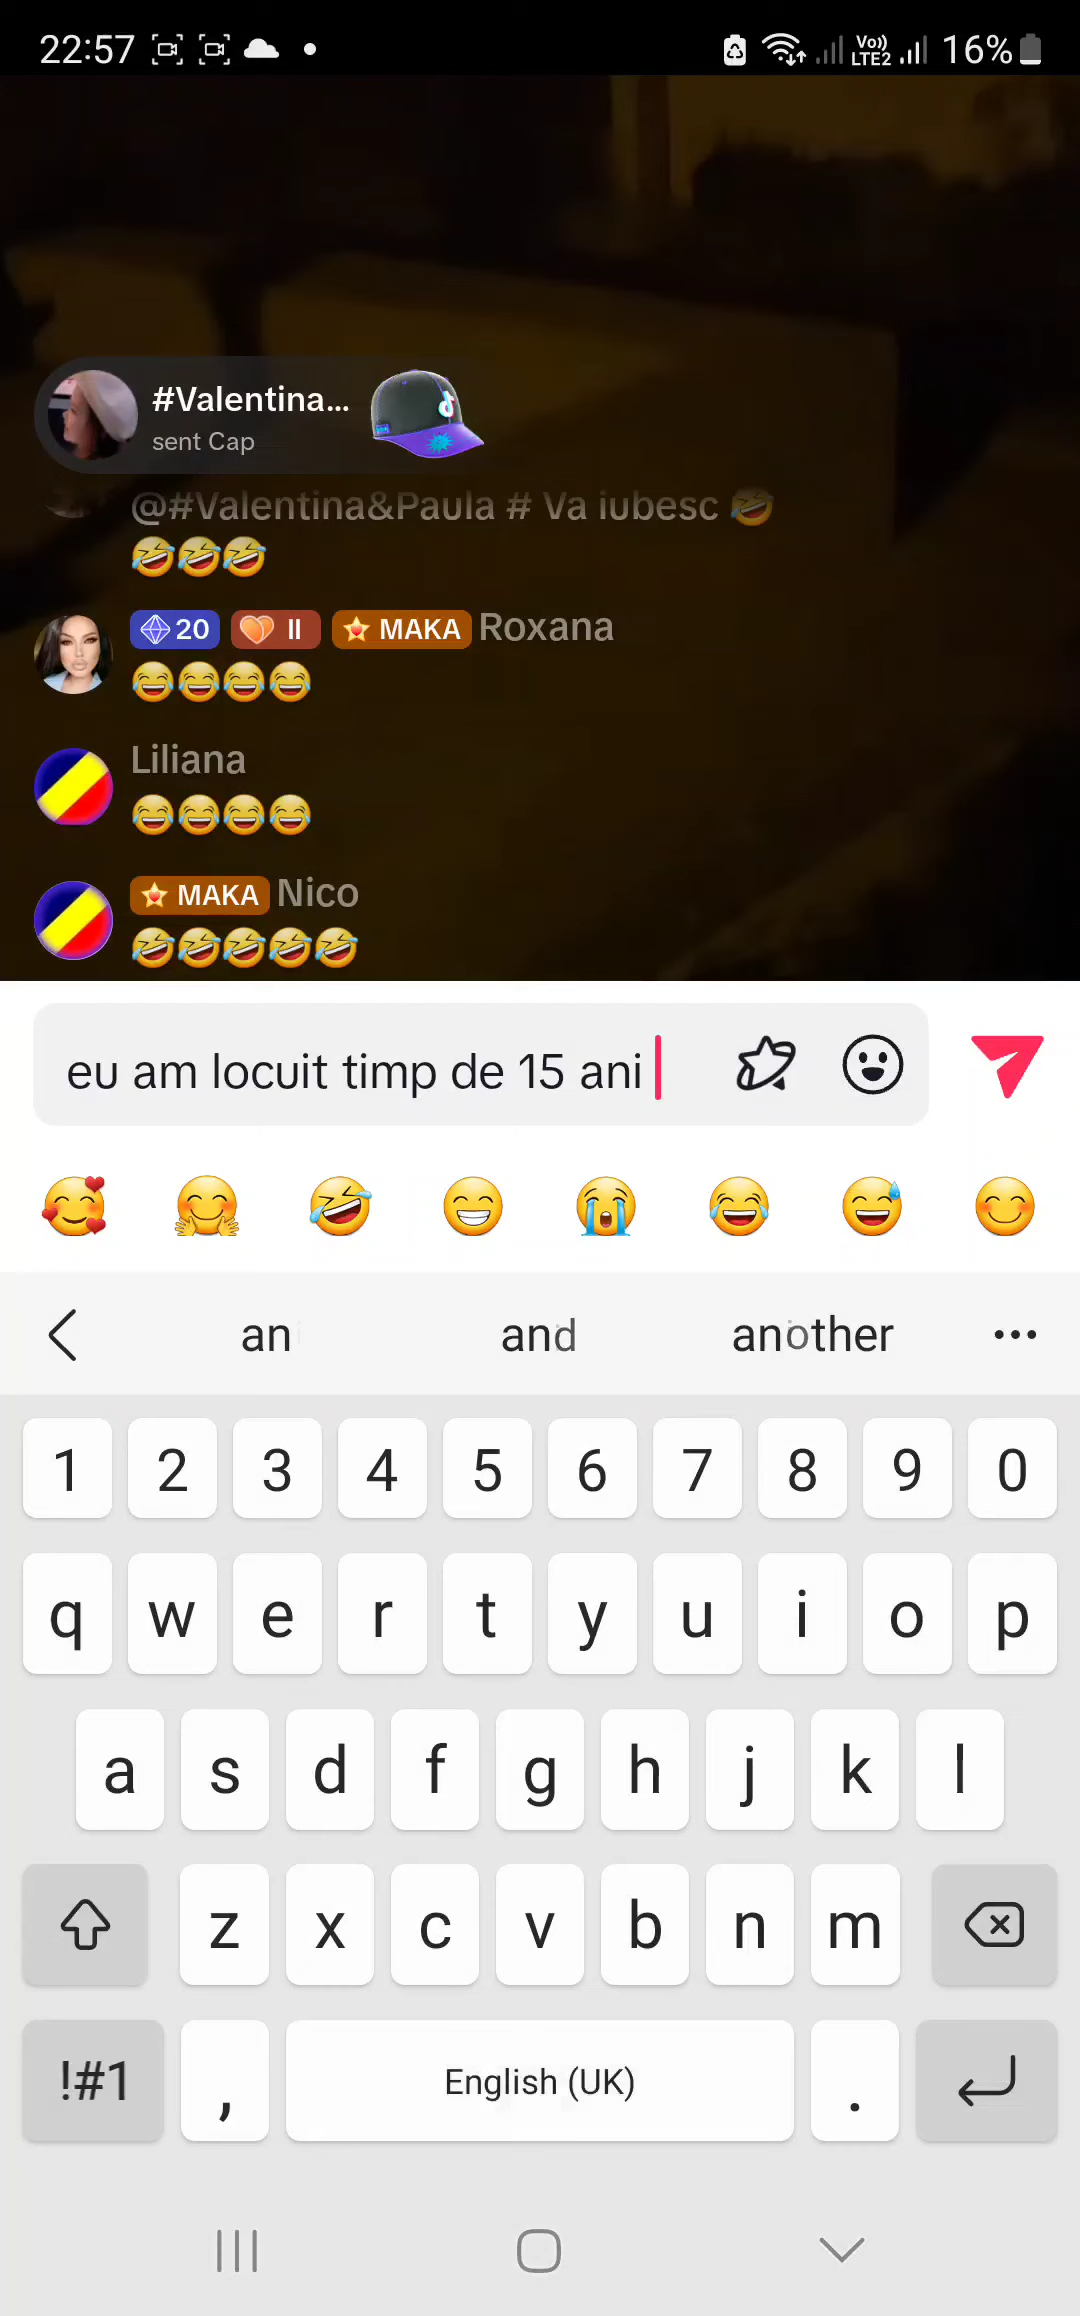 22:57
Vo))
LTE2
16%
#Valentina...
sent Cap
@#Valentina&Paula # Va iubesc 🤣
🤣🤣🤣
20 II MAKA Roxana
😂😂😂😂
Liliana
😂😂😂😂
MAKA Nico
🤣🤣🤣🤣🤣
eu am locuit timp de 15 ani
an and another
1 2 3 4 5 6 7 8 9 0
q w e r t y u i o p
a s d f g h j k l
z x c v b n m
!#1 , English (UK) .